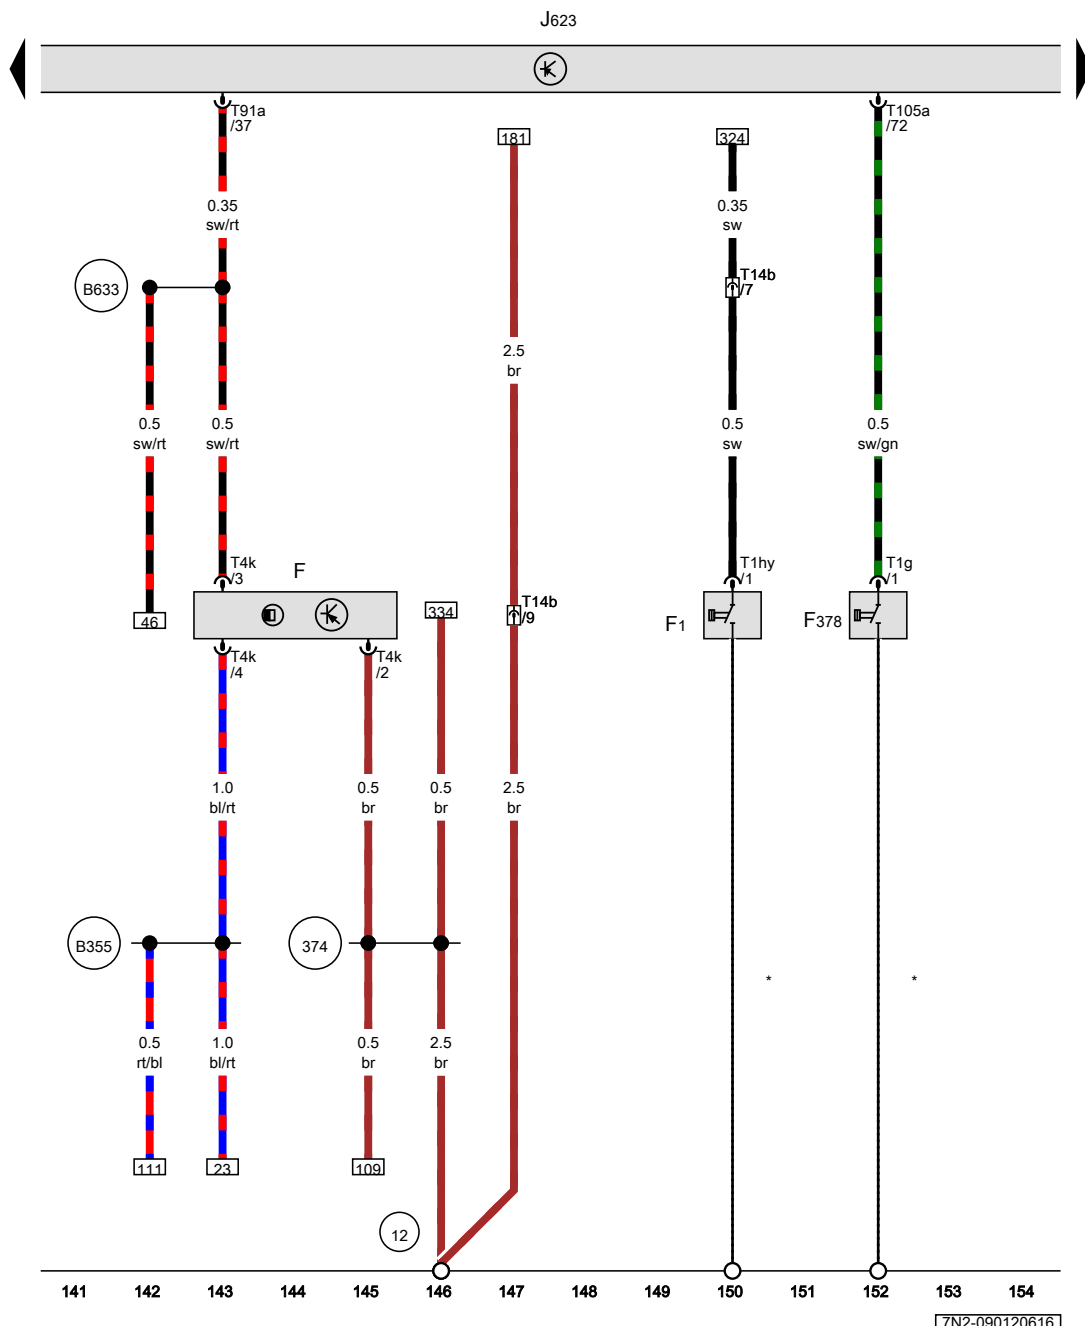 J623
T91a
/37
T105a
/72
181
324
0.35
sw/rt
0.35
sw
B633
T14b
/7
2.5
br
0.5
sw/rt
0.5
sw/rt
0.5
sw
0.5
sw/gn
T4k
/3
F
T1hy
/1
T1g
/1
46
334
T14b
/9
F1
F378
T4k
/4
T4k
/2
1.0
bl/rt
0.5
br
0.5
br
2.5
br
B355
374
*
*
0.5
rt/bl
1.0
bl/rt
0.5
br
2.5
br
111
23
109
12
141 142 143 144 145 146 147 148 149 150 151 152 153 154
7N2-090120616